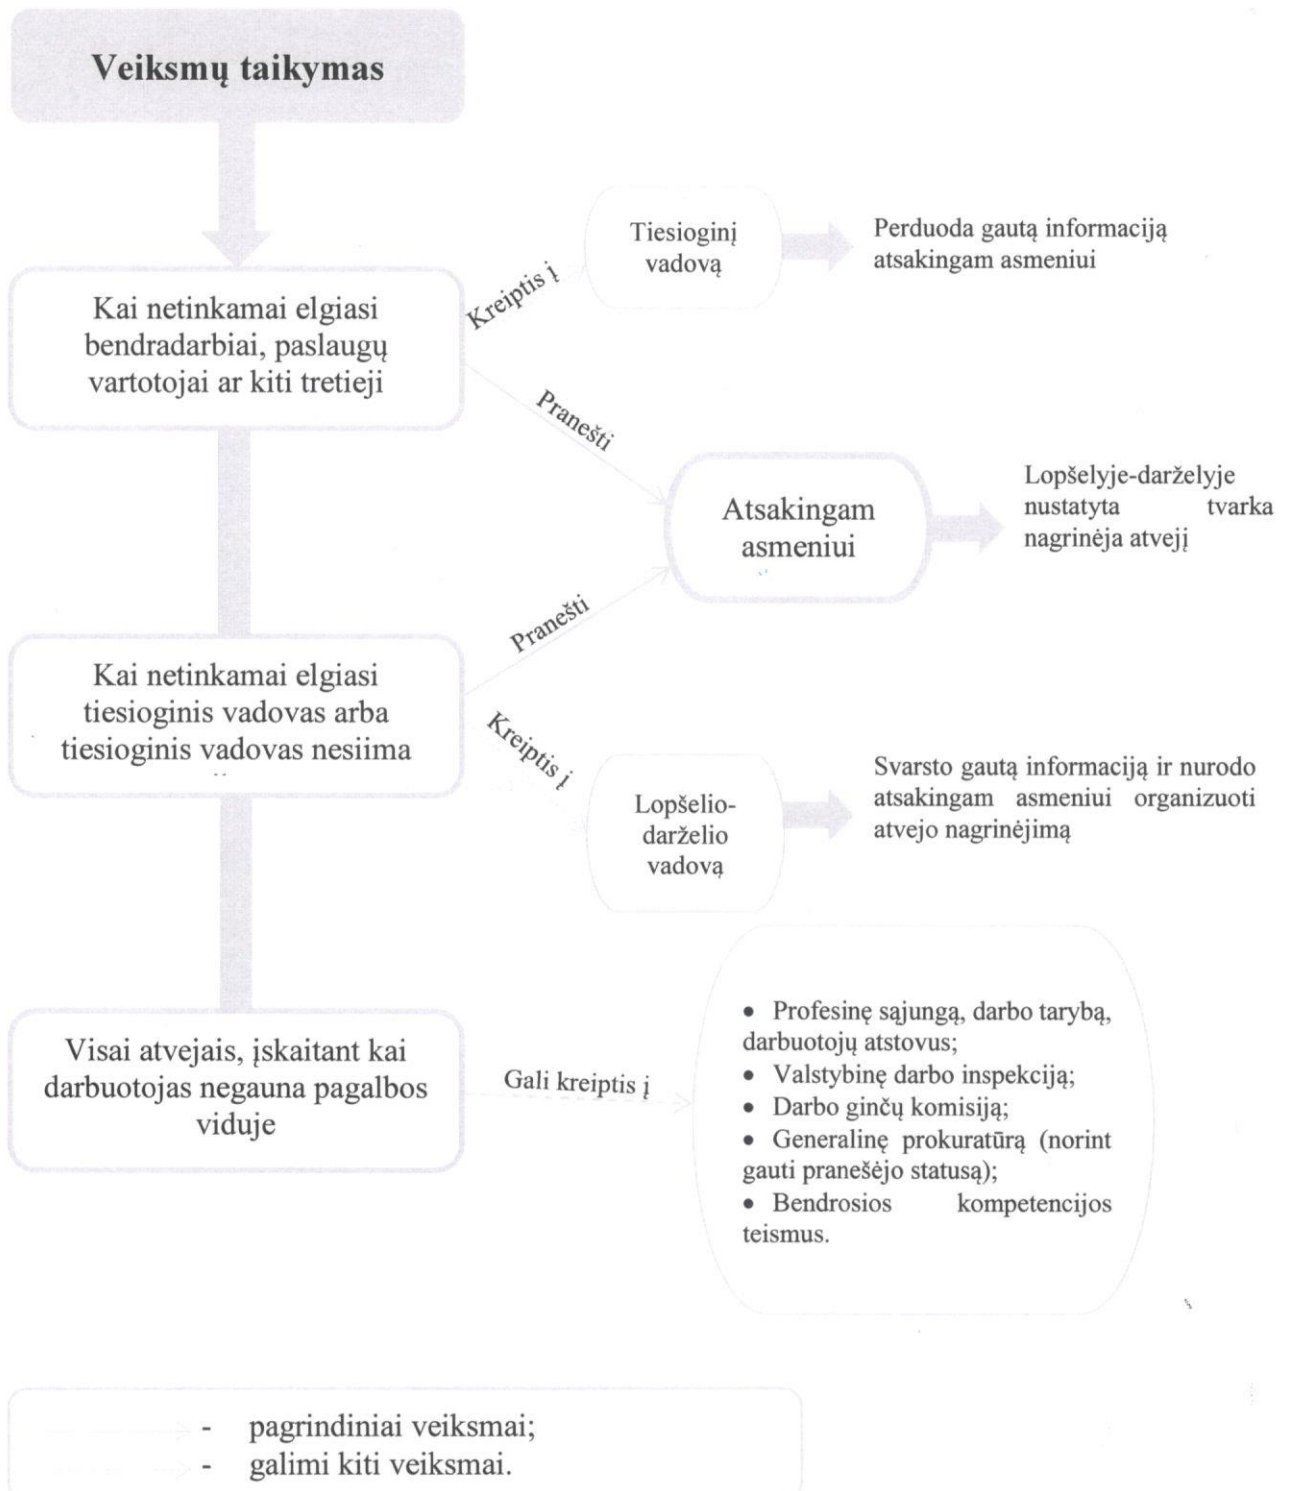 Veiksmų taikymas
Kai netinkamai elgiasi
bendradarbiai, paslaugų
vartotojai ar kiti tretieji
Kreiptis į
Tiesioginį
vadovą
Perduoda gautą informaciją
atsakingam asmeniui
Pranešti
Atsakingam
asmeniui
Lopšelyje-darželyje
nustatyta tvarka
nagrinėja atvejį
Pranešti
Kai netinkamai elgiasi
tiesioginis vadovas arba
tiesioginis vadovas nesiima
Kreiptis į
Lopšelio-
darželio
vadovą
Svarsto gautą informaciją ir nurodo
atsakingam asmeniui organizuoti
atvejo nagrinėjimą
Visai atvejais, įskaitant kai
darbuotojas negauna pagalbos
viduje
Gali kreiptis į
• Profesinę sąjungą, darbo tarybą,
darbuotojų atstovus;
• Valstybinę darbo inspekciją;
• Darbo ginčų komisiją;
• Generalinę prokuratūrą (norint
gauti pranešėjo statusą);
• Bendrosios kompetencijos
teismus.
- pagrindiniai veiksmai;
- galimi kiti veiksmai.